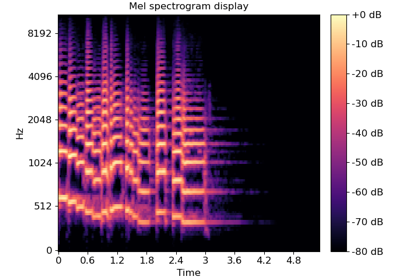 Mel spectrogram display
+0 dB
8192
-10 dB
-20 dB
4096
-30 dB
2048
-40 dB
Hz
1024
-50 dB
-60 dB
512
-70 dB
0
-80 dB
0 0.6 1.2 1.8 2.4 3 3.6 4.2 4.8
Time